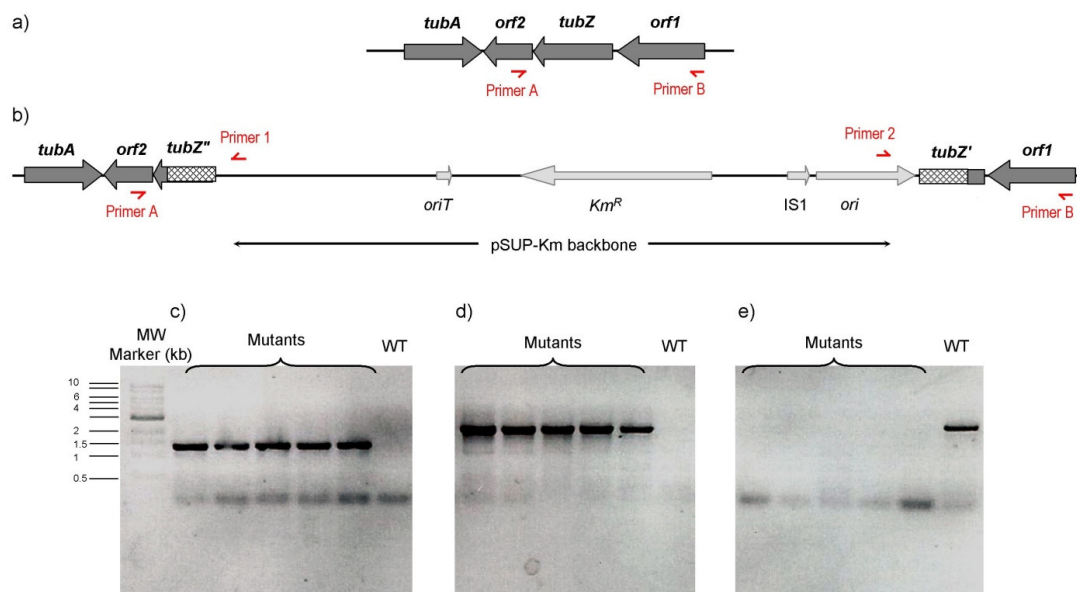 a)
tubA
orf2
tubZ
orf1
Primer A
Primer B
b)
tubA
orf2
tubZ"
Primer 1
Primer 2
tubZ'
orf1
Primer A
oriT
Km^R
IS1
ori
Primer B
pSUP-Km backbone
c)
MW
Marker (kb)
Mutants
WT
d)
Mutants
WT
e)
Mutants
WT
10
6
4
2
1.5
1
0.5